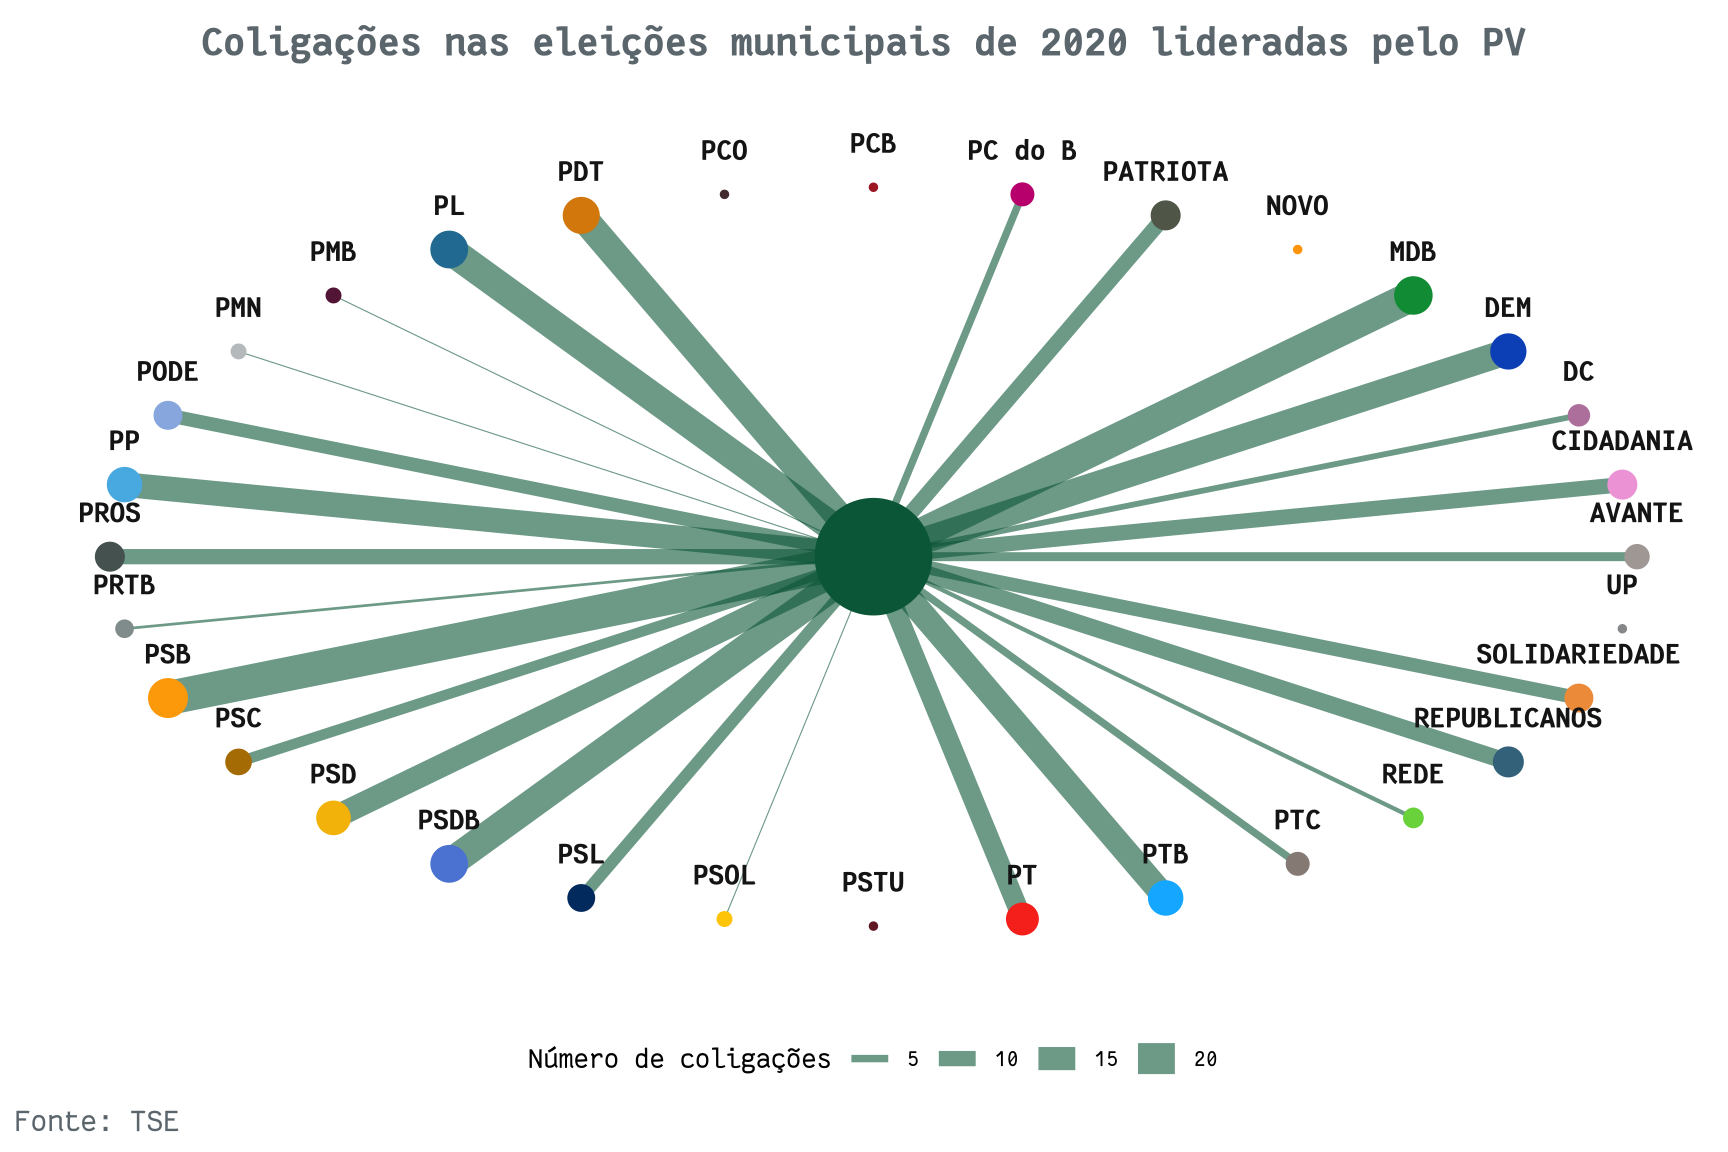 Coligações nas eleições municipais de 2020 lideradas pelo PV
PCB
PCO
PC do B
PDT
PATRIOTA
PL
NOVO
PMB
MDB
PMN
DEM
PODE
DC
PP
CIDADANIA
PROS
AVANTE
PRTB
UP
PSB
SOLIDARIEDADE
PSC
REPUBLICANOS
PSD
REDE
PSDB
PTC
PSL
PTB
PSOL
PT
PSTU
Número de coligações 5 10 15 20
Fonte: TSE